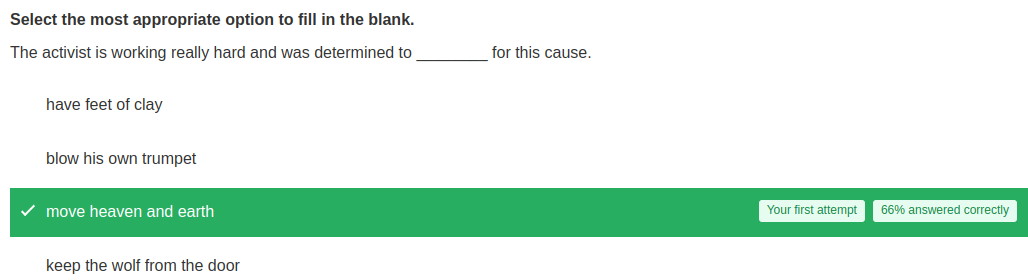 Select the most appropriate option to fill in the blank.
The activist is working really hard and was determined to ________ for this cause.
have feet of clay
blow his own trumpet
move heaven and earth Your first attempt 66% answered correctly
keep the wolf from the door